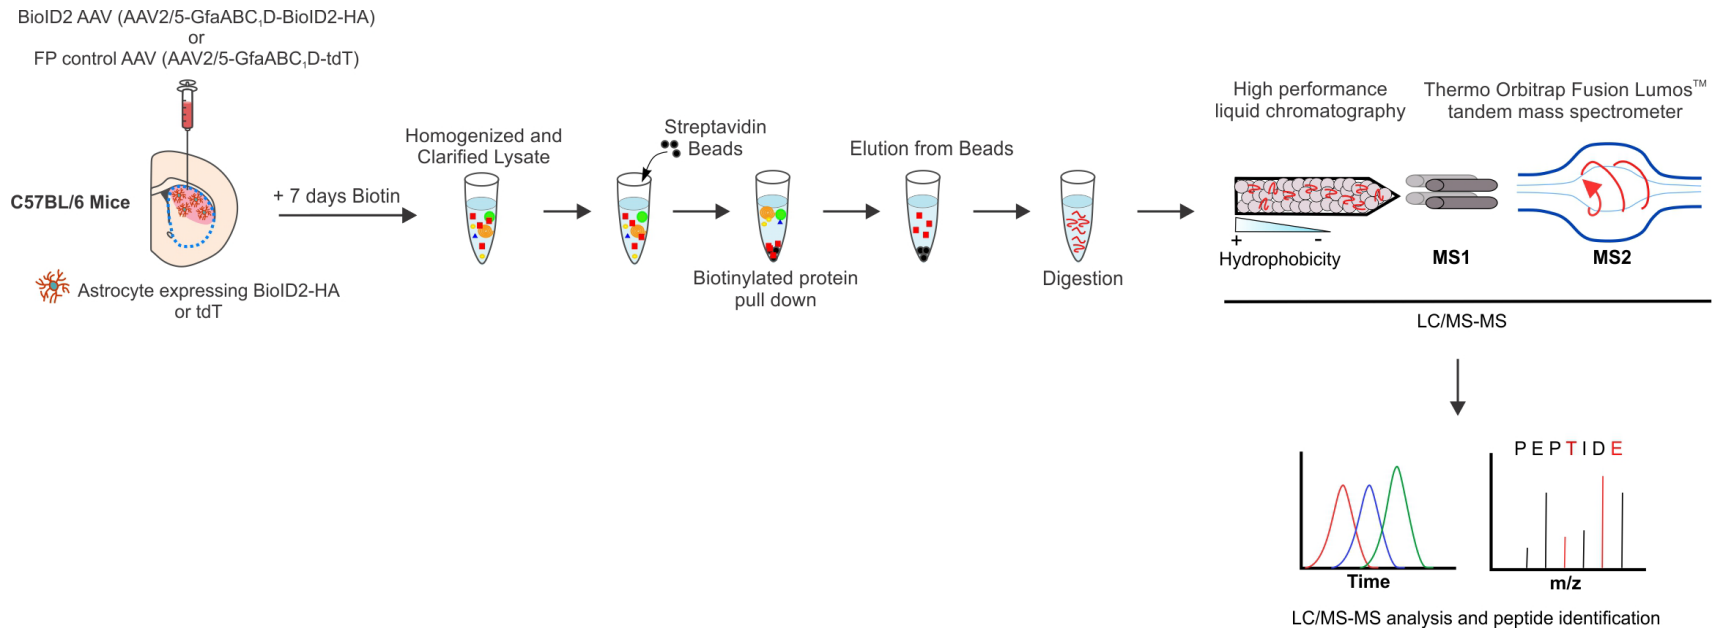 BioID2 AAV (AAV2/5-GfaABC₁D-BioID2-HA)
or
FP control AAV (AAV2/5-GfaABC₁D-tdT)
C57BL/6 Mice
Astrocyte expressing BioID2-HA
or tdT
+ 7 days Biotin
Homogenized and
Clarified Lysate
Streptavidin
Beads
Biotinylated protein
pull down
Elution from Beads
Digestion
High performance
liquid chromatography
Thermo Orbitrap Fusion Lumos™
tandem mass spectrometer
+ -
Hydrophobicity
MS1
MS2
LC/MS-MS
Time
PEPTIDE
m/z
LC/MS-MS analysis and peptide identification